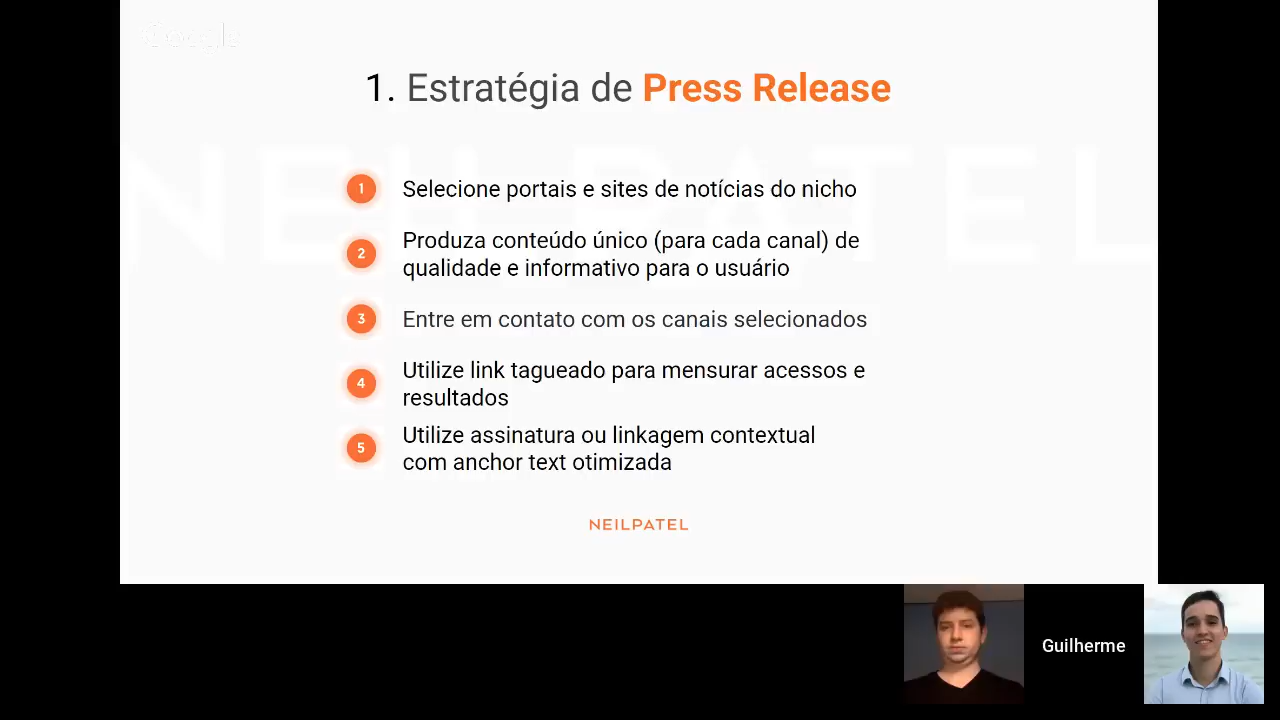 1. Estratégia de Press Release
NEIL PATEL
1 Selecione portais e sites de notícias do nicho
2 Produza conteúdo único (para cada canal) de
qualidade e informativo para o usuário
3 Entre em contato com os canais selecionados
4 Utilize link tagueado para mensurar acessos e
resultados
5 Utilize assinatura ou linkagem contextual
com anchor text otimizada
NEILPATEL
Guilherme